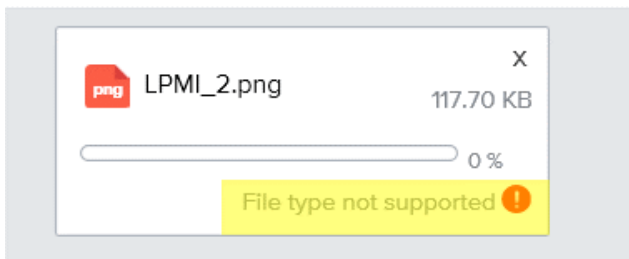 X
png LPMI_2.png
117.70 KB
0 %
File type not supported !